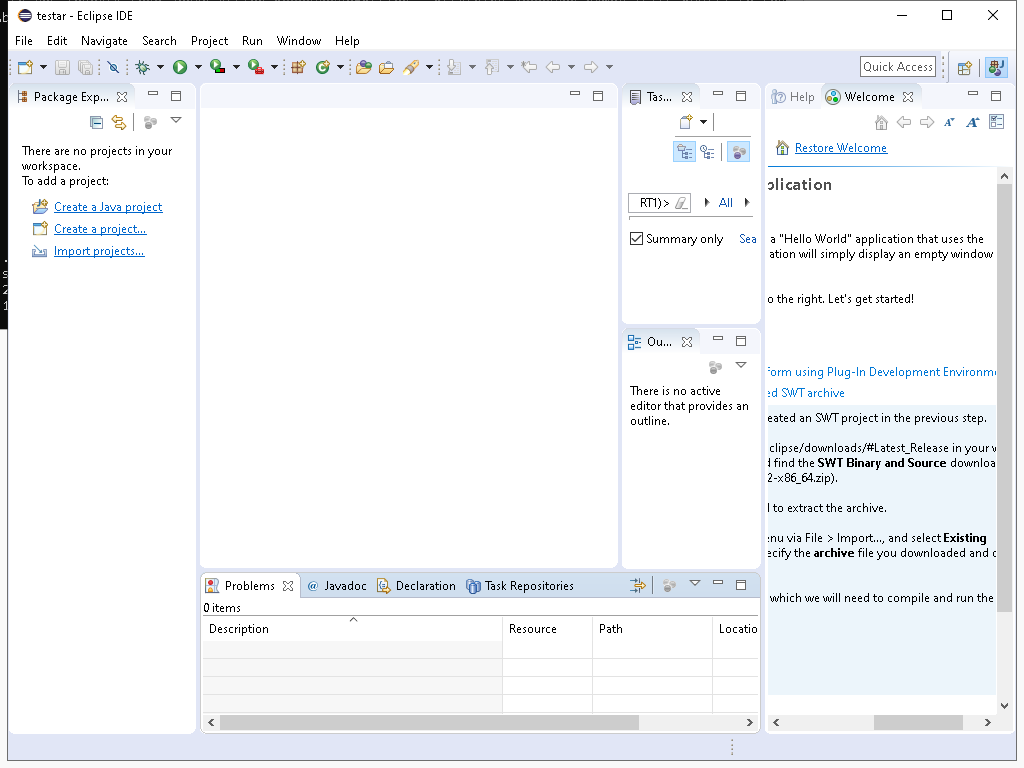 testar - Eclipse IDE
File Edit Navigate Search Project Run Window Help
Quick Access
Package Exp...
There are no projects in your
workspace.
To add a project:
Create a Java project
Create a project...
Import projects...
Tas...
RT1)> All
Summary only Sea
Ou...
There is no active
editor that provides an
outline.
Help Welcome
Restore Welcome
plication
a "Hello World" application that uses the
ation will simply display an empty window
o the right. Let's get started!
form using Plug-In Development Environme
ed SWT archive
eated an SWT project in the previous step.
clipse/downloads/#Latest_Release in your w
d find the SWT Binary and Source downloa
2-x86_64.zip).
l to extract the archive.
enu via File > Import..., and select Existing
ecify the archive file you downloaded and c
which we will need to compile and run the
Problems @ Javadoc Declaration Task Repositories
0 items
Description Resource Path Locatio